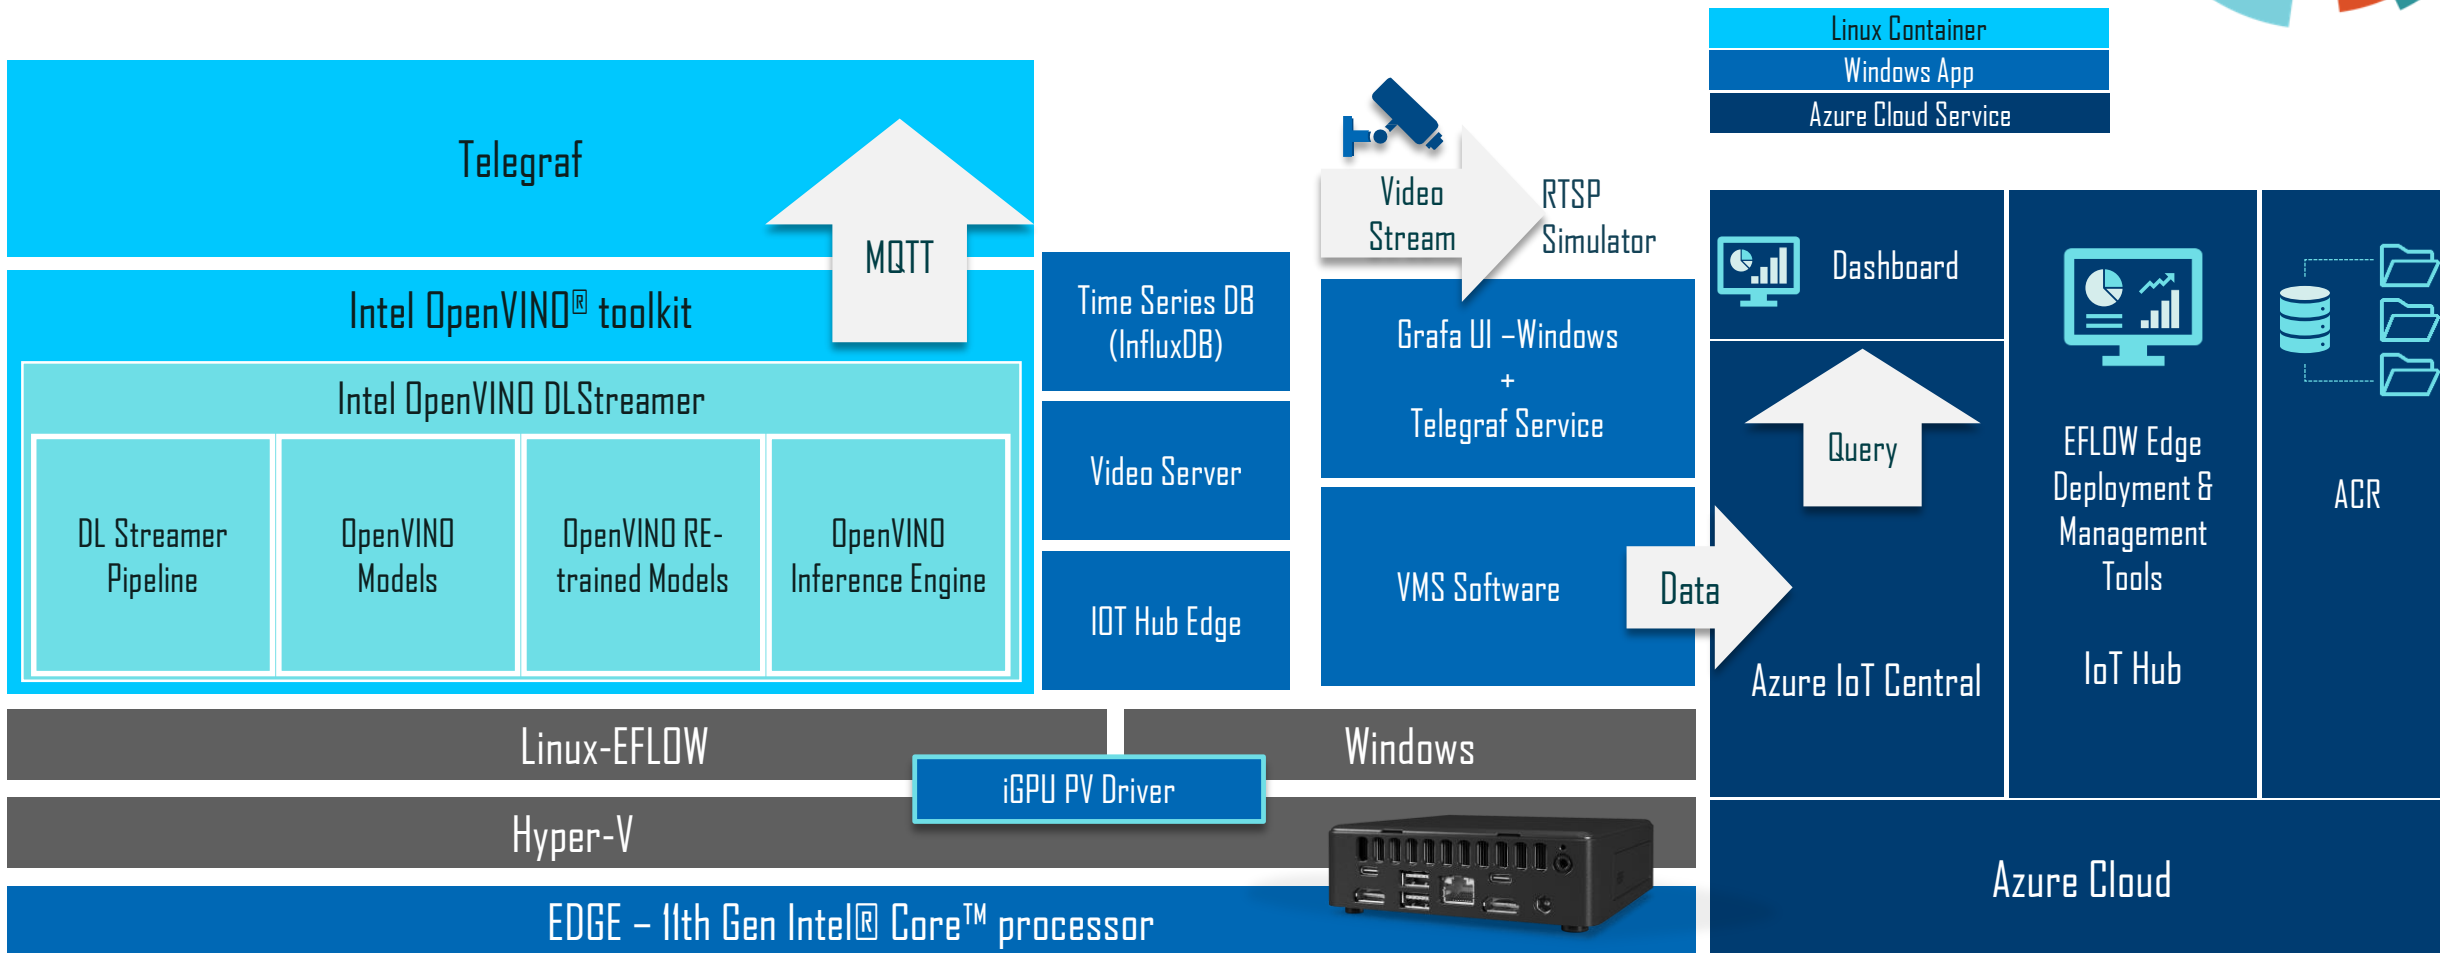 Linux Container
Windows App
Azure Cloud Service
Telegraf
MQTT
Intel OpenVINO® toolkit
Intel OpenVINO DLStreamer
DL Streamer
Pipeline
OpenVINO
Models
OpenVINO RE-
trained Models
OpenVINO
Inference Engine
Time Series DB
(InfluxDB)
Video Server
IOT Hub Edge
Video
Stream
RTSP
Simulator
Grafa UI –Windows
+
Telegraf Service
VMS Software
Data
Dashboard
Query
Azure IoT Central
EFLOW Edge
Deployment &
Management
Tools
IoT Hub
ACR
Linux-EFLOW
Windows
iGPU PV Driver
Hyper-V
EDGE – 11th Gen Intel® Core™ processor
Azure Cloud